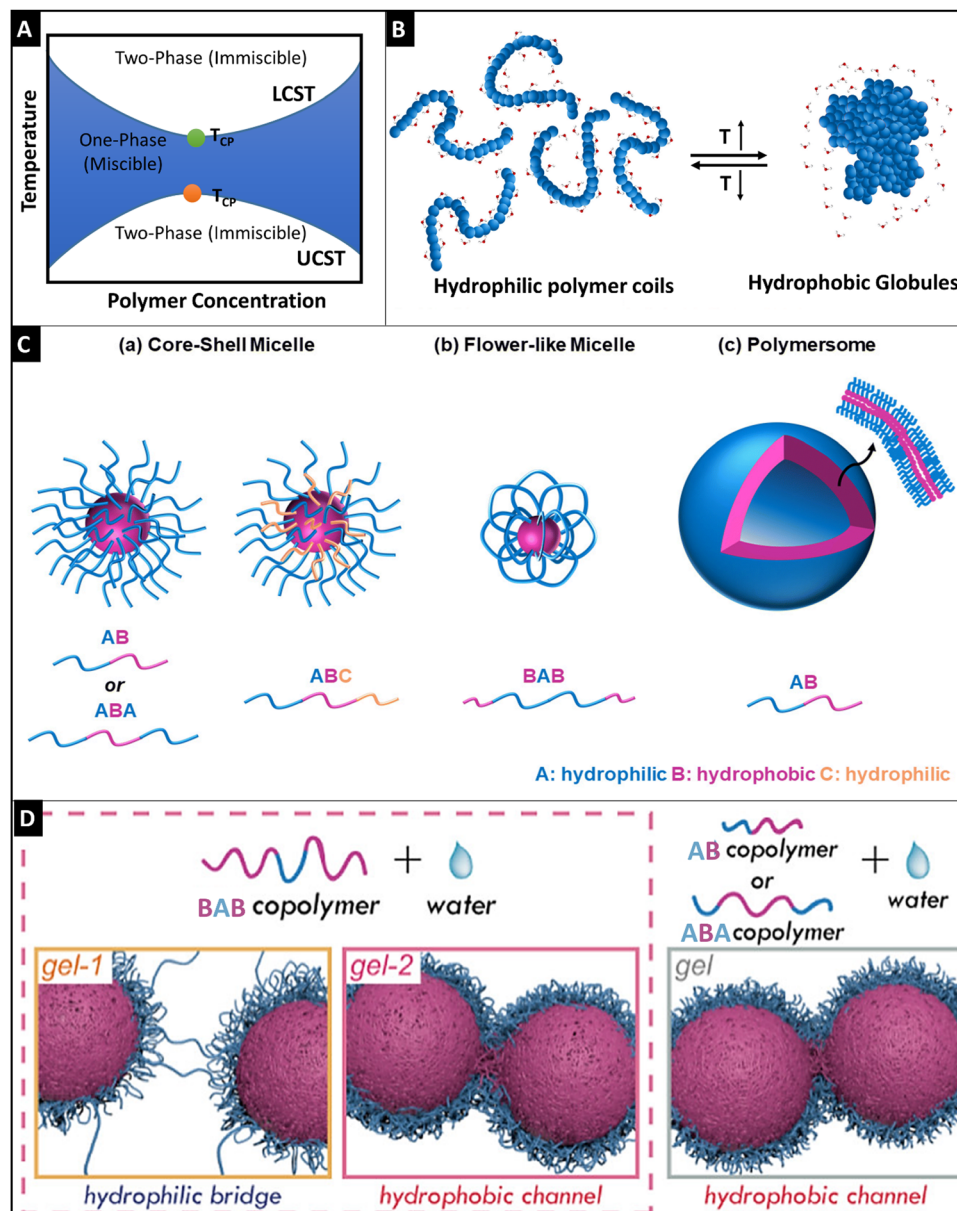 A
Two-Phase (Immiscible)
LCST
T_CP
One-Phase
(Miscible)
T_CP
Two-Phase (Immiscible)
UCST
Temperature
Polymer Concentration
B
T
T
Hydrophilic polymer coils
Hydrophobic Globules
C
(a) Core-Shell Micelle
(b) Flower-like Micelle
(c) Polymersome
AB
or
ABA
ABC
BAB
AB
A: hydrophilic B: hydrophobic C: hydrophilic
D
BAB copolymer + water
AB copolymer
or
ABA copolymer
+
water
gel-1
gel-2
gel
hydrophilic bridge
hydrophobic channel
hydrophobic channel